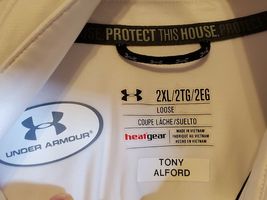 SE. PROTECT THIS HOUSE.
UNDER ARMOUR
2XL/2TG/2EG
LOOSE
COUPE LÂCHE/SUELTO
heatgear
MADE IN VIETNAM
FABRIQUÉ AU VIETNAM
HECHO EN VIETNAM
TONY
ALFORD